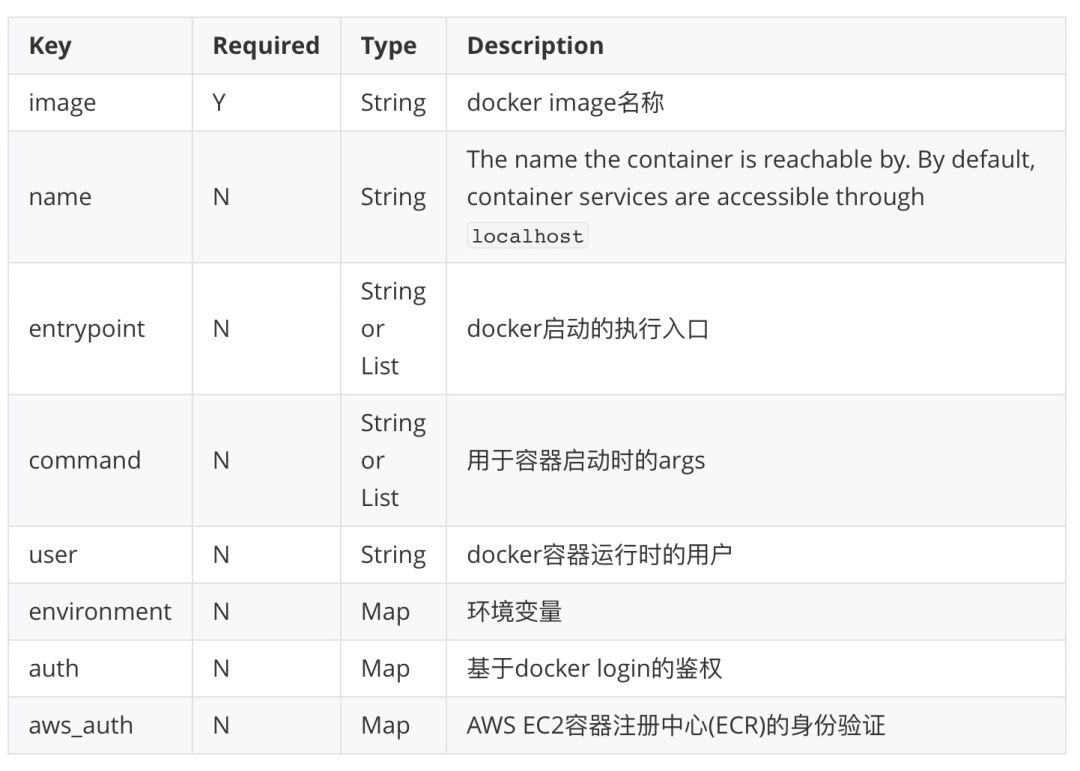 Key Required Type Description
image Y String docker image名称
The name the container is reachable by. By default,
name N String container services are accessible through
localhost
String
entrypoint N or docker启动的执行入口
List
String
command N or 用于容器启动时的args
List
user N String docker容器运行时的用户
environment N Map 环境变量
auth N Map 基于docker login的鉴权
aws_auth N Map AWS EC2容器注册中心(ECR)的身份验证